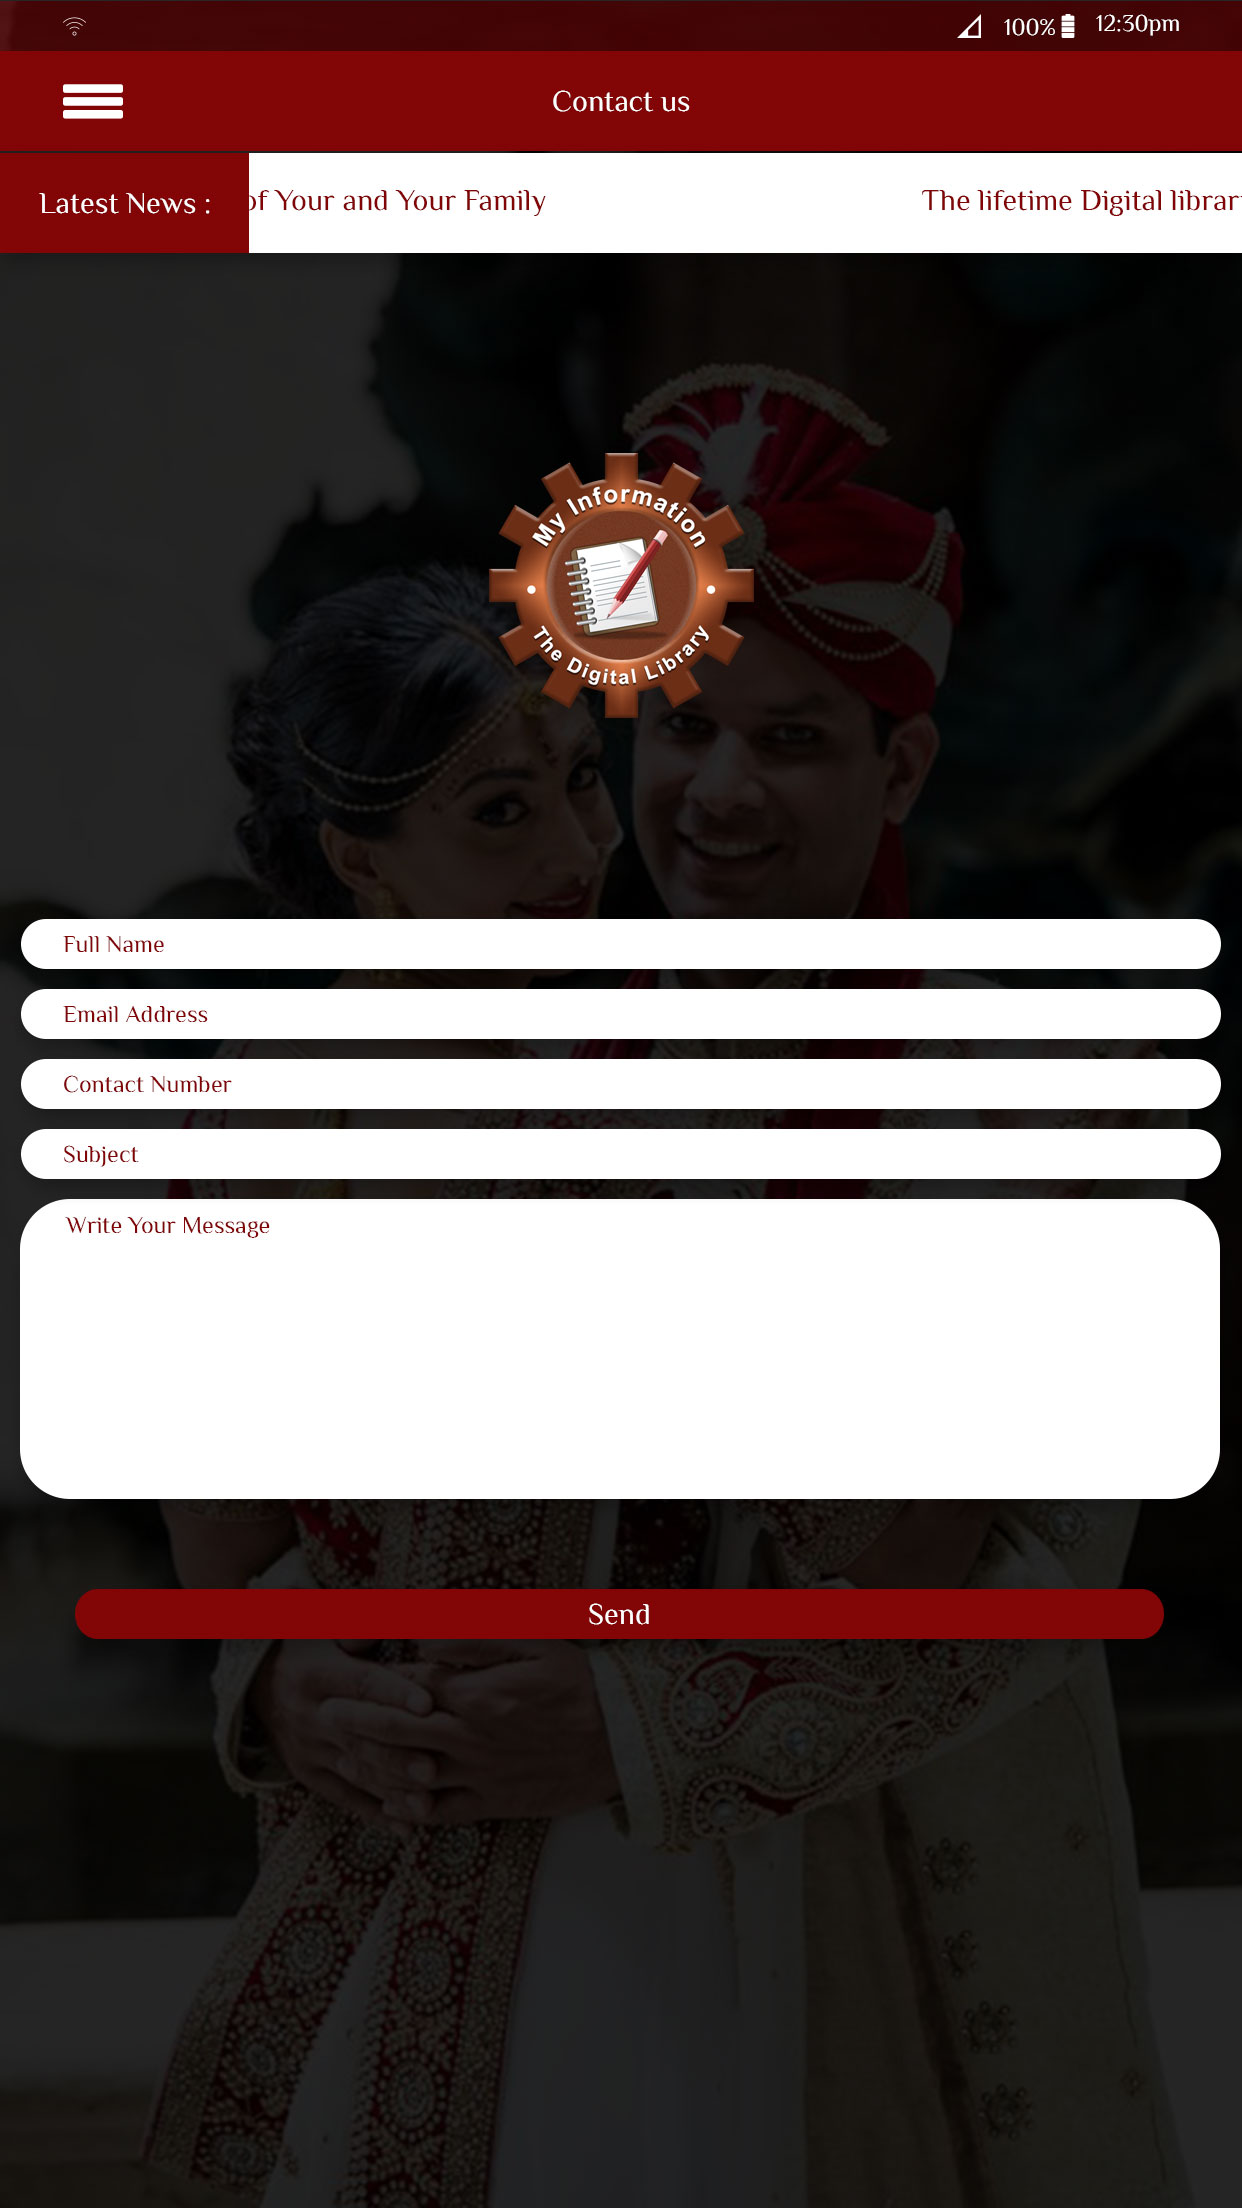 100% 12:30pm
Contact us
Latest News : of Your and Your Family The lifetime Digital
My Information
The Digital Library
Full Name
Email Address
Contact Number
Subject
Write Your Message
Send